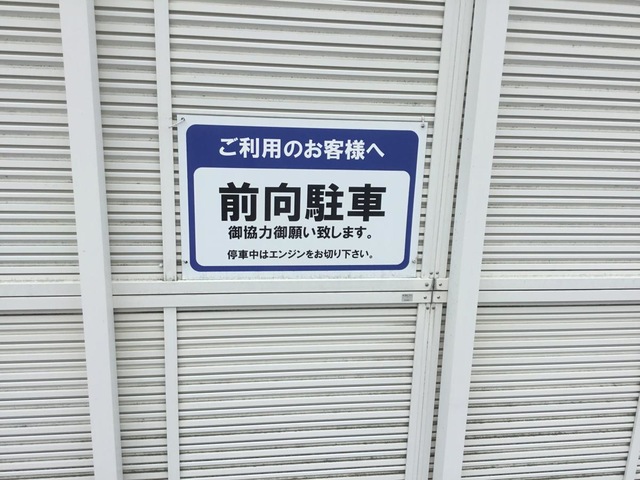 ご利用のお客様へ
前向駐車
御協力御願い致します。
停車中はエンジンをお切り下さい。